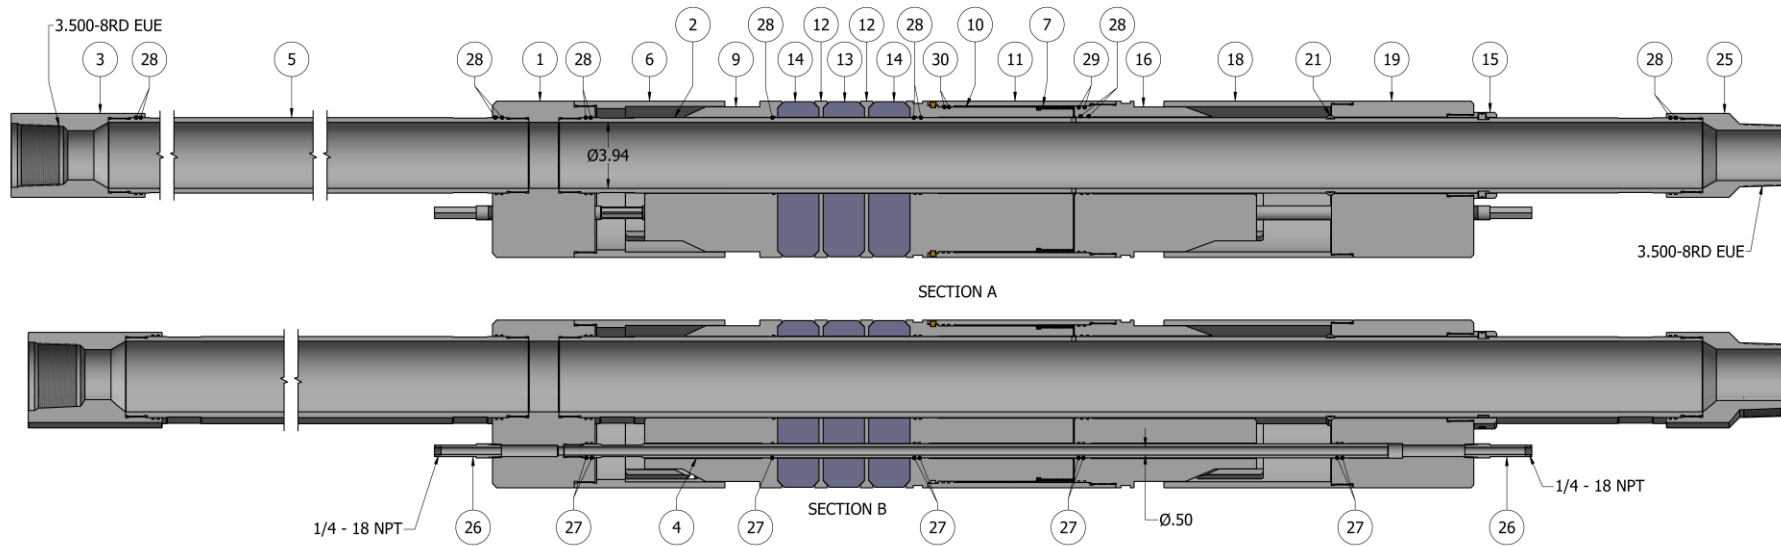 3.500-8RD EUE
3 28 5 28 1 28 6 2 9 28 14 12 13 12 14 28 30 10 11 7 29 28 16 18 21 19 15 28 25
Ø3.94
3.500-8RD EUE
SECTION A
1/4 - 18 NPT
26 27 4 27
SECTION B
27 27 Ø.50 27 26
1/4 - 18 NPT